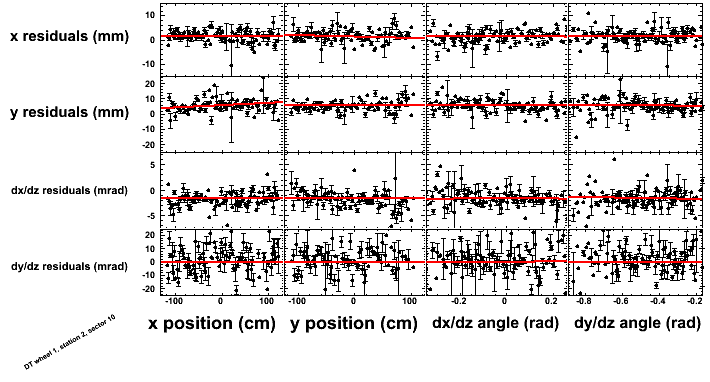 x residuals (mm)
10
0
-10
y residuals (mm)
20
10
0
-10
-20
dx/dz residuals (mrad)
5
0
-5
dy/dz residuals (mrad)
20
10
0
-10
-20
-100 0 100 -100 0 100 -0.2 0 0.2 -0.8 -0.6 -0.4 -0.2
x position (cm) y position (cm) dx/dz angle (rad) dy/dz angle (rad)
DT wheel 1, station 2, sector 10